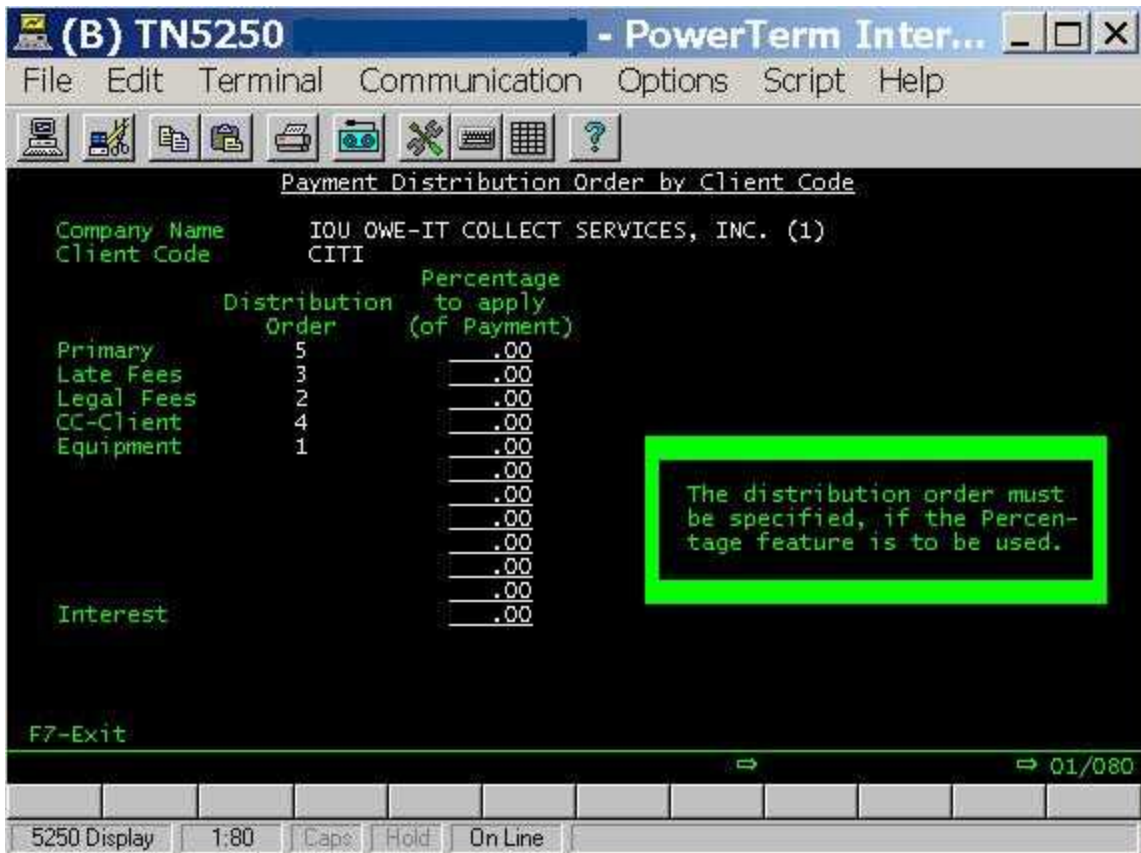 (B) TN5250 - PowerTerm Inter...
File Edit Terminal Communication Options Script Help
Payment Distribution Order by Client Code
Company Name IOU OWE-IT COLLECT SERVICES, INC. (1)
Client Code CITI
Percentage
Distribution to apply
Order (of Payment)
Primary 5 .00
Late Fees 3 .00
Legal Fees 2 .00
CC-Client 4 .00
Equipment 1 .00
.00
.00 The distribution order must
.00 be specified, if the Percen-
.00 tage feature is to be used.
.00
.00
Interest .00
F7-Exit
⇨ ⇨ 01/080
5250 Display 1:80 Caps Hold On Line